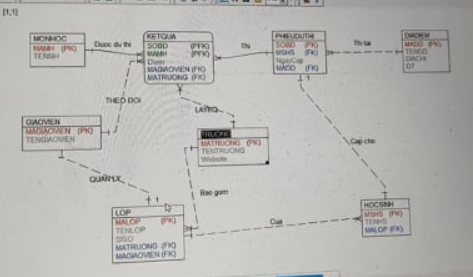 [1,1]
MONHOC
MAMH (PK)
TENMH
Duoc du thi
KETQUA
SOBD (PFK)
MAMH (PFK)
Diem
MAGIAOVIEN (FK)
MATRUONG (FK)
Thi
PHIEUDUTHI
SOBD (PK)
MSHS (FK)
NgayCap
MADD (FK)
Thi tai
DIADIEM
MADD (PK)
TENDD
DIACHI
DT
THEO DOI
LAYKQ
GIAOVIEN
MAGIAOVIEN (PK)
TENGIAOVIEN
TRUONG
MATRUONG (PK)
TENTRUONG
Website
Cap cho
QUAN LY
Bao gom
1
1
LOP
MALOP (PK)
TENLOP
SISO
MATRUONG (FK)
MAGIAOVIEN (FK)
Cua
HOCSINH
MSHS (PK)
TENHS
MALOP (FK)